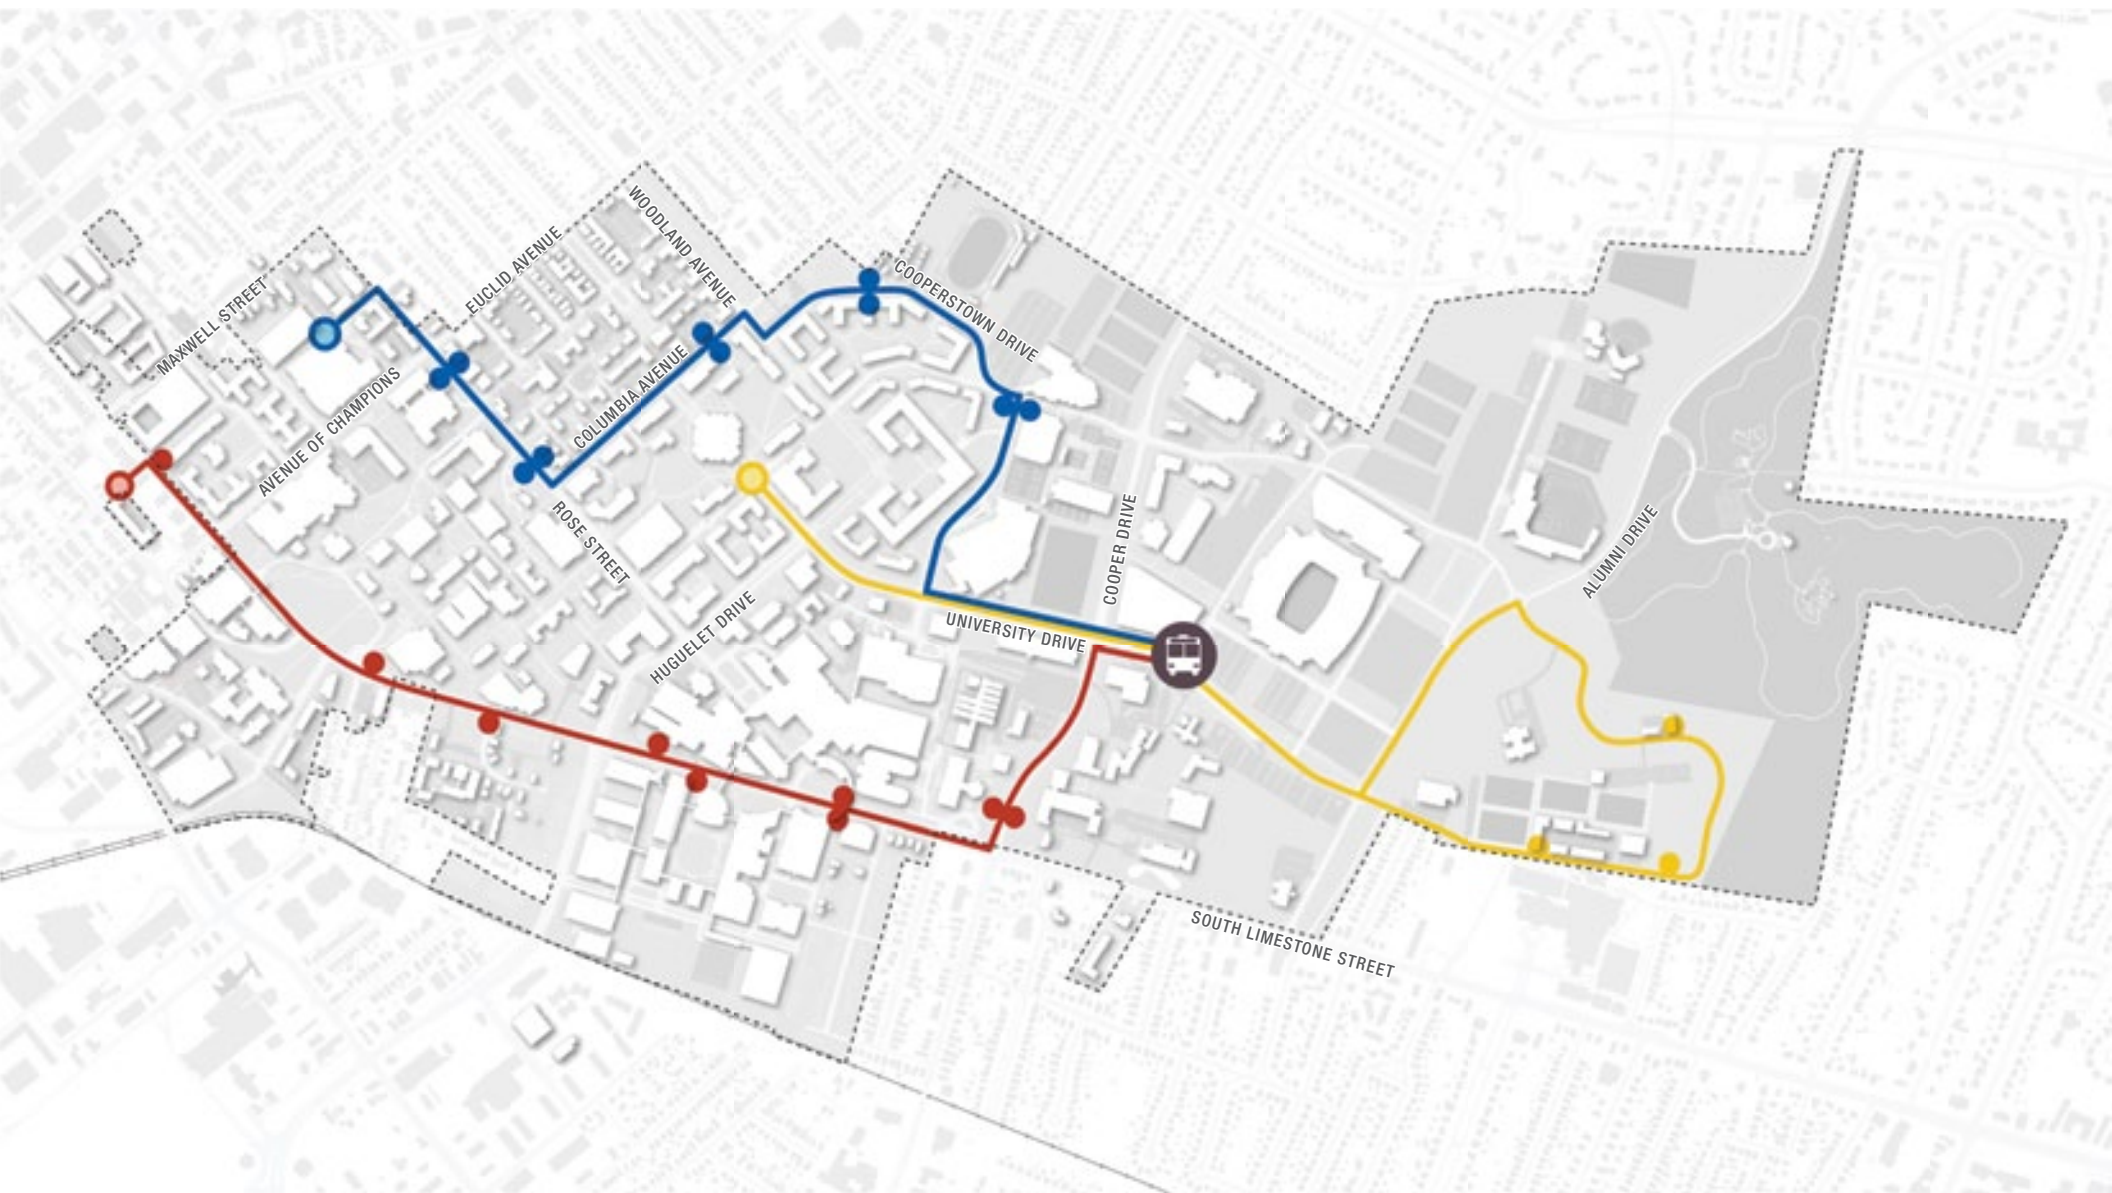 WOODLAND AVENUE
EUCLID AVENUE
MAXWELL STREET
COOPERSTOWN DRIVE
COLUMBIA AVENUE
AVENUE OF CHAMPIONS
ROSE STREET
COOPER DRIVE
ALUMNI DRIVE
HUGUELET DRIVE
UNIVERSITY DRIVE
SOUTH LIMESTONE STREET